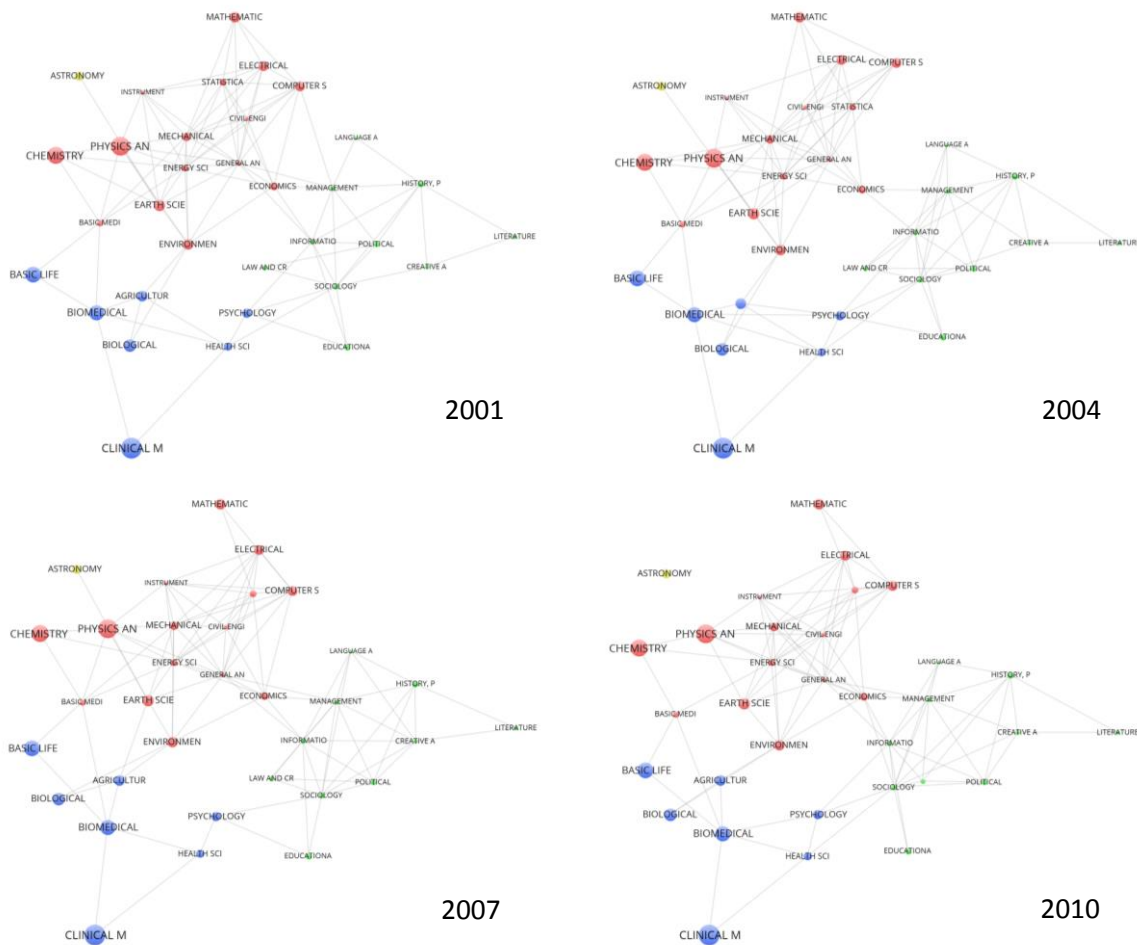 MATHEMATIC
ELECTRICAL
ASTRONOMY
STATISTICA
COMPUTER S
INSTRUMENT
CIVIL ENGI
MECHANICAL
LANGUAGE A
PHYSICS AN
CHEMISTRY
GENERAL AN
ENERGY SCI
ECONOMICS
MANAGEMENT
HISTORY, P
EARTH SCIE
BASIC MEDI
LITERATURE
ENVIRONMEN
INFORMATIO
POLITICAL
LAW AND CR
CREATIVE A
BASIC LIFE
SOCIOLOGY
AGRICULTUR
BIOMEDICAL
PSYCHOLOGY
BIOLOGICAL
HEALTH SCI
EDUCATIONA
2001
CLINICAL M
MATHEMATIC
ELECTRICAL
COMPUTER S
ASTRONOMY
INSTRUMENT
CIVIL ENGI
STATISTICA
MECHANICAL
LANGUAGE A
PHYSICS AN
GENERAL AN
CHEMISTRY
ENERGY SCI
HISTORY, P
ECONOMICS
MANAGEMENT
EARTH SCIE
BASIC MEDI
INFORMATIO
CREATIVE A
LITERATURE
ENVIRONMEN
LAW AND CR
POLITICAL
BASIC LIFE
SOCIOLOGY
BIOMEDICAL
PSYCHOLOGY
EDUCATIONA
BIOLOGICAL
HEALTH SCI
2004
CLINICAL M
MATHEMATIC
ELECTRICAL
ASTRONOMY
INSTRUMENT
COMPUTER S
PHYSICS AN
MECHANICAL
CIVIL ENGI
CHEMISTRY
LANGUAGE A
ENERGY SCI
GENERAL AN
HISTORY, P
ECONOMICS
BASIC MEDI
EARTH SCIE
MANAGEMENT
LITERATURE
ENVIRONMEN
INFORMATIO
CREATIVE A
BASIC LIFE
AGRICULTUR
LAW AND CR
POLITICAL
BIOLOGICAL
SOCIOLOGY
PSYCHOLOGY
BIOMEDICAL
HEALTH SCI
EDUCATIONA
2007
CLINICAL M
MATHEMATIC
ELECTRICAL
ASTRONOMY
COMPUTER S
INSTRUMENT
MECHANICAL
PHYSICS AN
CIVIL ENGI
CHEMISTRY
ENERGY SCI
LANGUAGE A
HISTORY, P
GENERAL AN
ECONOMICS
MANAGEMENT
EARTH SCIE
BASIC MEDI
CREATIVE A
LITERATURE
ENVIRONMEN
INFORMATIO
BASIC LIFE
AGRICULTUR
POLITICAL
SOCIOLOGY
BIOLOGICAL
PSYCHOLOGY
BIOMEDICAL
EDUCATIONA
HEALTH SCI
2010
CLINICAL M